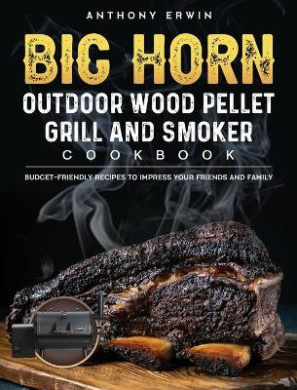 ANTHONY ERWIN
BIG HORN
OUTDOOR WOOD PELLET
GRILL AND SMOKER
COOKBOOK
BUDGET-FRIENDLY RECIPES TO IMPRESS YOUR FRIENDS AND FAMILY